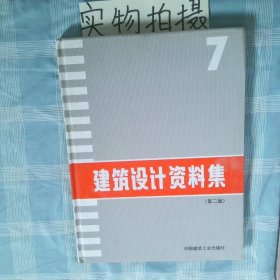 实物拍摄
7
建筑设计资料集
（第二版）
中国建筑工业出版社